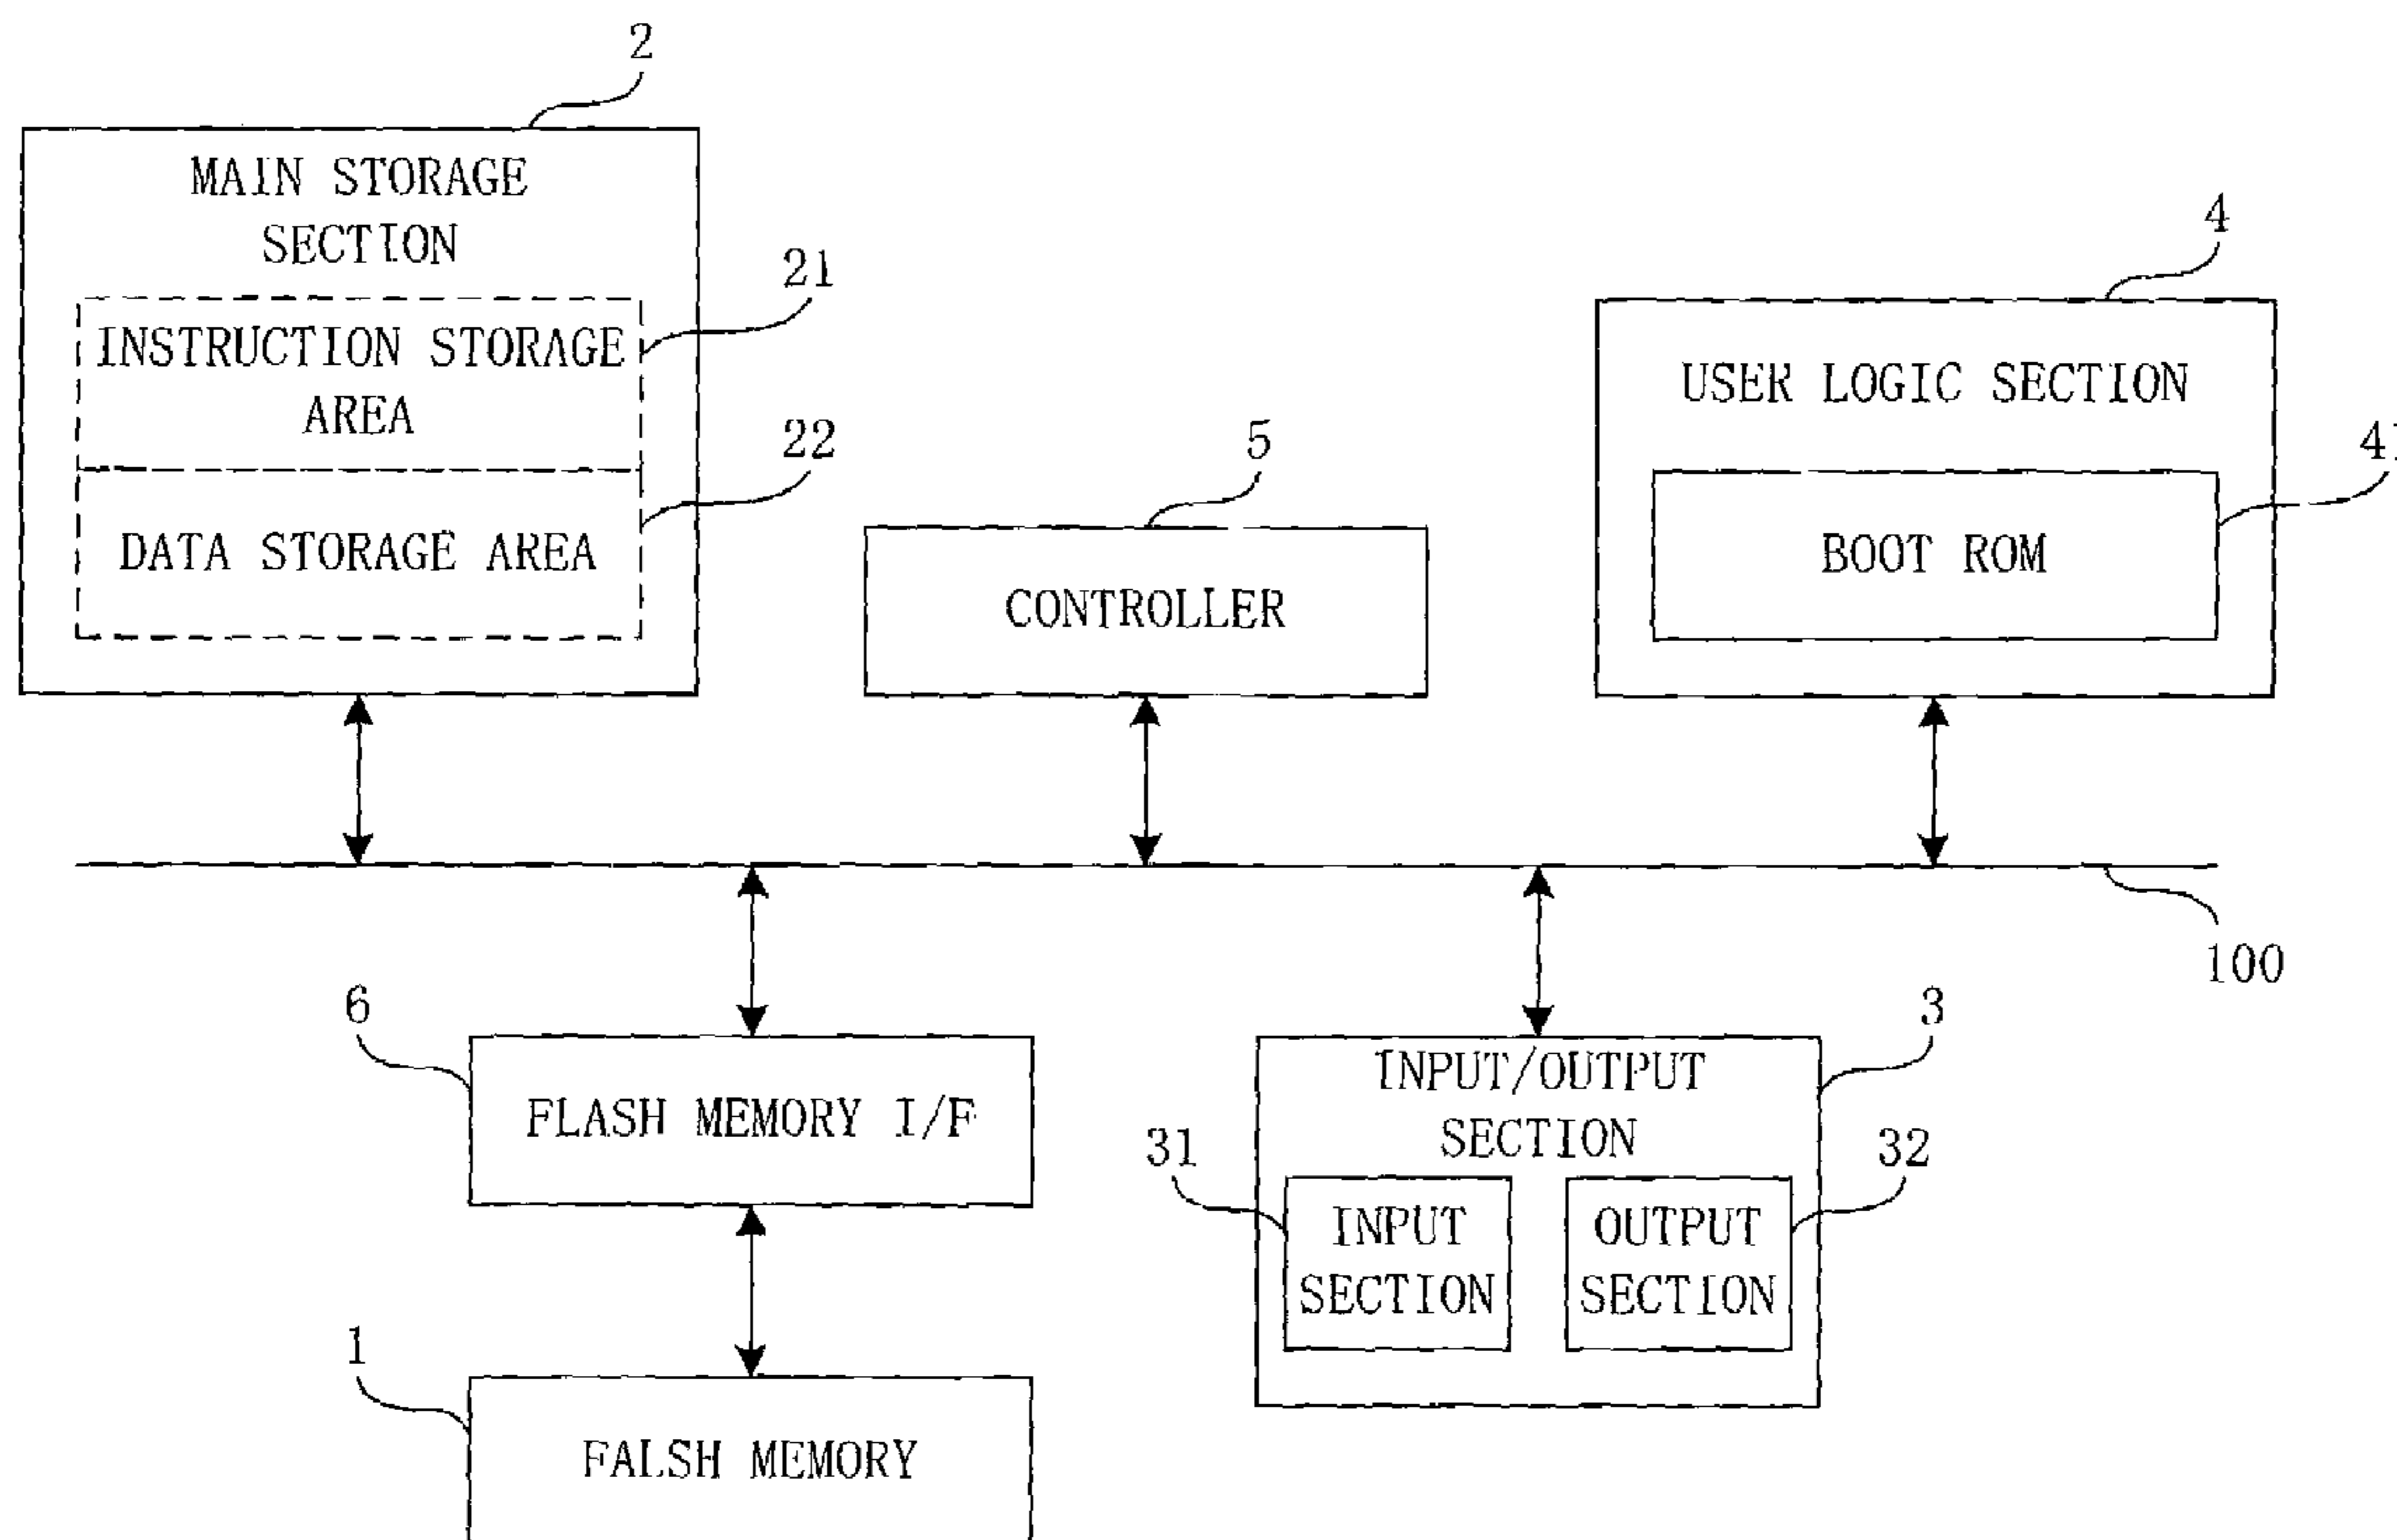 2
MAIN STORAGE
SECTION
21
INSTRUCTION STORAGE
AREA
22
DATA STORAGE AREA
5
CONTROLLER
4
USER LOGIC SECTION
41
BOOT ROM
100
6
FLASH MEMORY I/F
3
INPUT/OUTPUT
SECTION
31
INPUT
SECTION
32
OUTPUT
SECTION
1
FALSH MEMORY